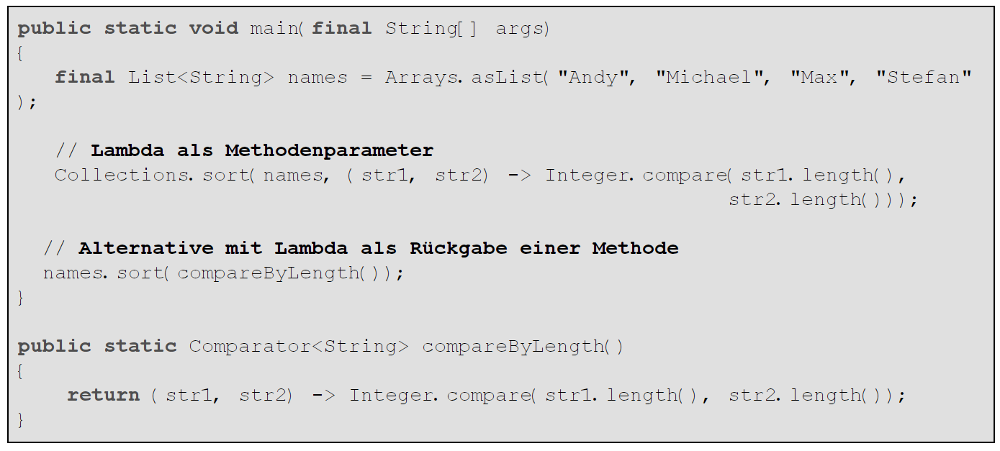 public static void main(final String[] args)
{
final List<String> names = Arrays.asList("Andy", "Michael", "Max", "Stefan"
);
// Lambda als Methodenparameter
Collections.sort(names, (str1, str2) -> Integer.compare(str1.length(),
str2.length()));
// Alternative mit Lambda als Rückgabe einer Methode
names.sort(compareByLength());
}
public static Comparator<String> compareByLength()
{
return (str1, str2) -> Integer.compare(str1.length(), str2.length());
}